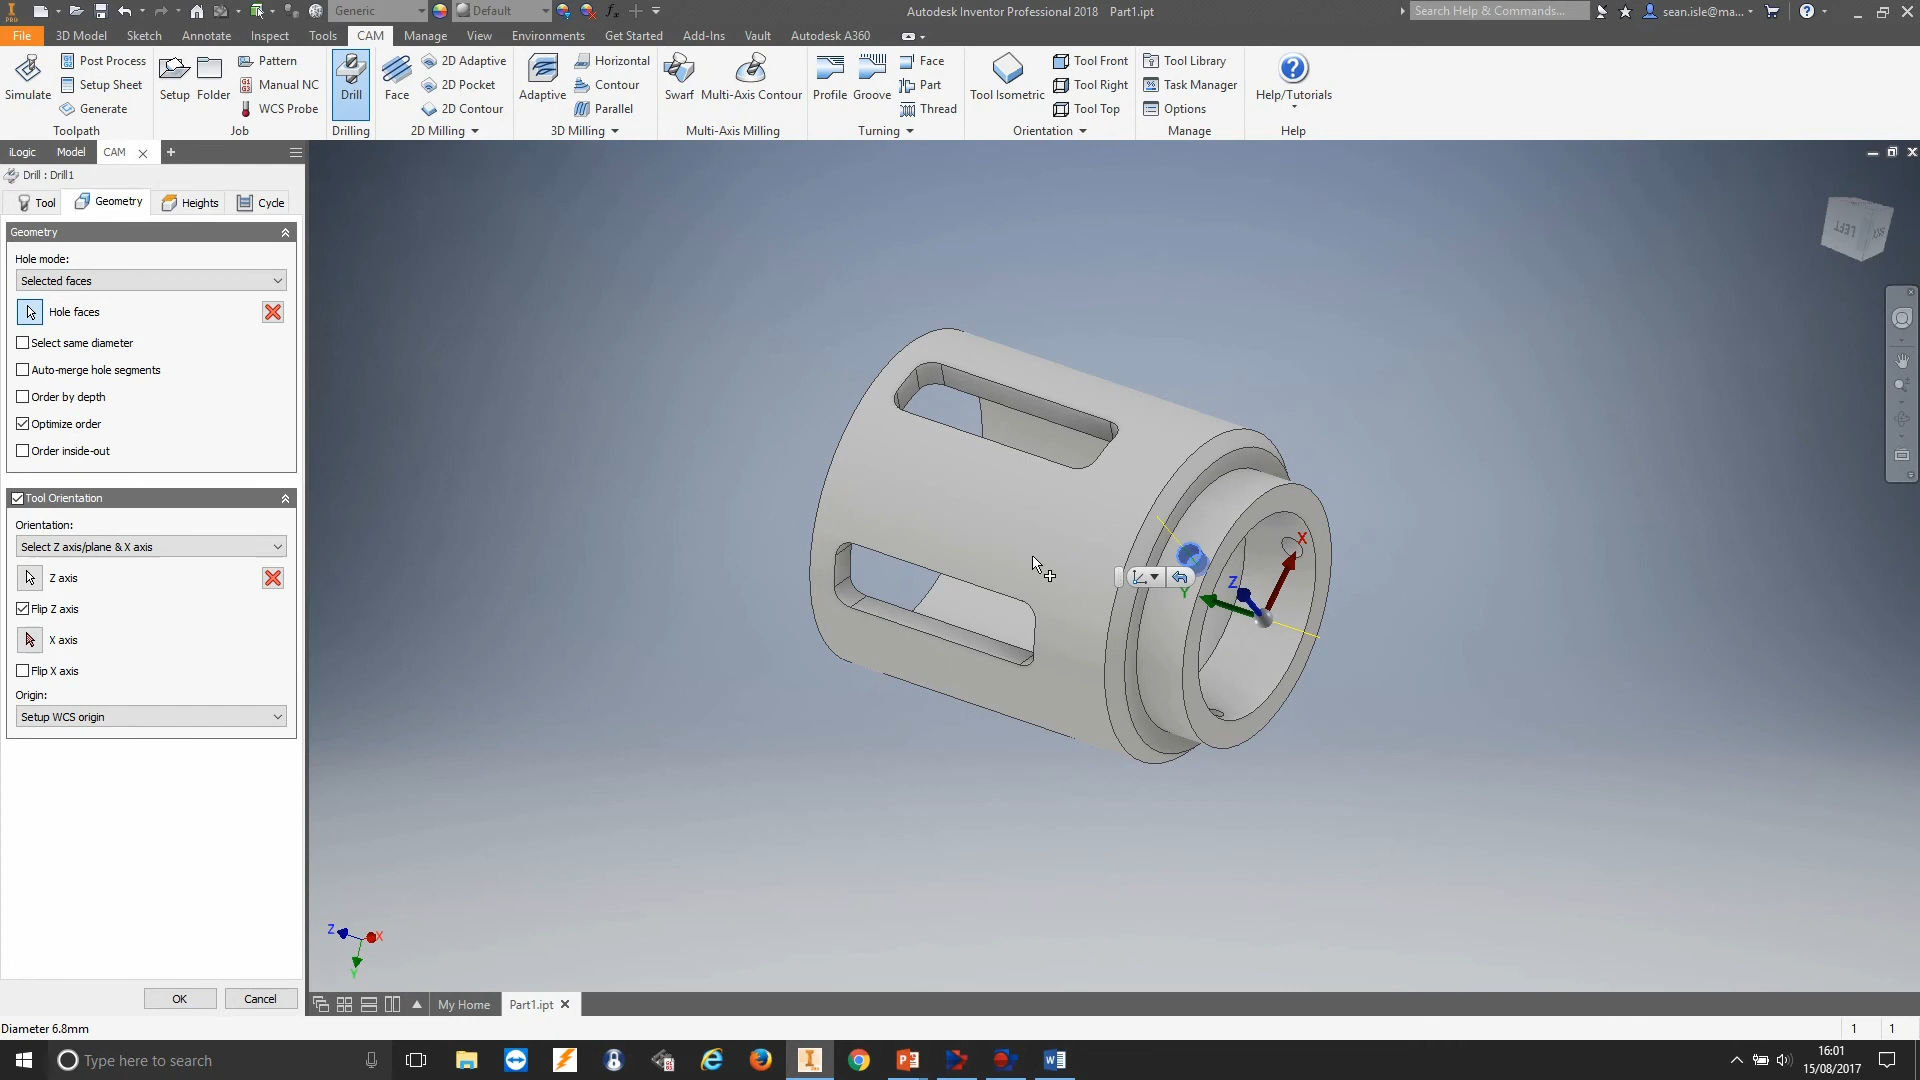 Generic
Default
Autodesk Inventor Professional 2018 Part1.ipt
Search Help & Commands...
sean.isle@ma...
File
3D Model
Sketch
Annotate
Inspect
Tools
CAM
Manage
View
Environments
Get Started
Add-Ins
Vault
Autodesk A360
Simulate
Post Process
Setup Sheet
Generate
Toolpath
Setup
Folder
Pattern
Manual NC
WCS Probe
Job
Drill
Drilling
Face
2D Adaptive
2D Pocket
2D Contour
2D Milling
Adaptive
Horizontal
Contour
Parallel
3D Milling
Swarf
Multi-Axis Contour
Multi-Axis Milling
Profile
Groove
Face
Part
Thread
Turning
Tool Isometric
Tool Front
Tool Right
Tool Top
Orientation
Tool Library
Task Manager
Options
Manage
Help/Tutorials
Help
iLogic
Model
CAM
Drill : Drill1
Tool
Geometry
Heights
Cycle
Geometry
Hole mode:
Selected faces
Hole faces
Select same diameter
Auto-merge hole segments
Order by depth
Optimize order
Order inside-out
Tool Orientation
Orientation:
Select Z axis/plane & X axis
Z axis
Flip Z axis
X axis
Flip X axis
Origin:
Setup WCS origin
OK
Cancel
LEFT
X
Z
Y
Z
X
Y
My Home
Part1.ipt
Diameter 6.8mm
1
1
Type here to search
16:01
15/08/2017